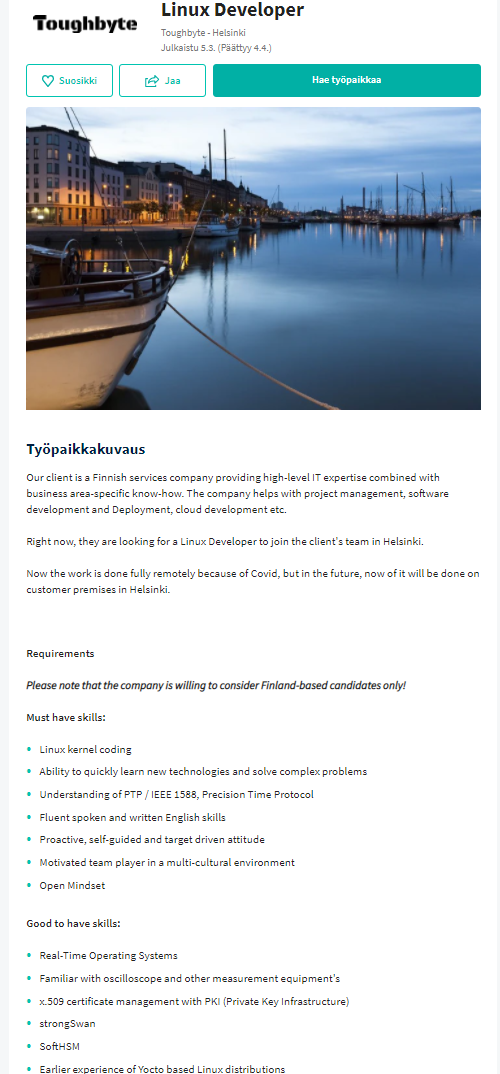 Toughbyte
Linux Developer
Toughbyte - Helsinki
Julkaistu 5.3. (Päättyy 4.4.)
Suosikki
Jaa
Hae työpaikkaa
Työpaikkakuvaus
Our client is a Finnish services company providing high-level IT expertise combined with
business area-specific know-how. The company helps with project management, software
development and Deployment, cloud development etc.
Right now, they are looking for a Linux Developer to join the client's team in Helsinki.
Now the work is done fully remotely because of Covid, but in the future, now of it will be done on
customer premises in Helsinki.
Requirements
Please note that the company is willing to consider Finland-based candidates only!
Must have skills:
Linux kernel coding
Ability to quickly learn new technologies and solve complex problems
Understanding of PTP / IEEE 1588, Precision Time Protocol
Fluent spoken and written English skills
Proactive, self-guided and target driven attitude
Motivated team player in a multi-cultural environment
Open Mindset
Good to have skills:
Real-Time Operating Systems
Familiar with oscilloscope and other measurement equipment's
x.509 certificate management with PKI (Private Key Infrastructure)
strongSwan
SoftHSM
Earlier experience of Yocto based Linux distributions